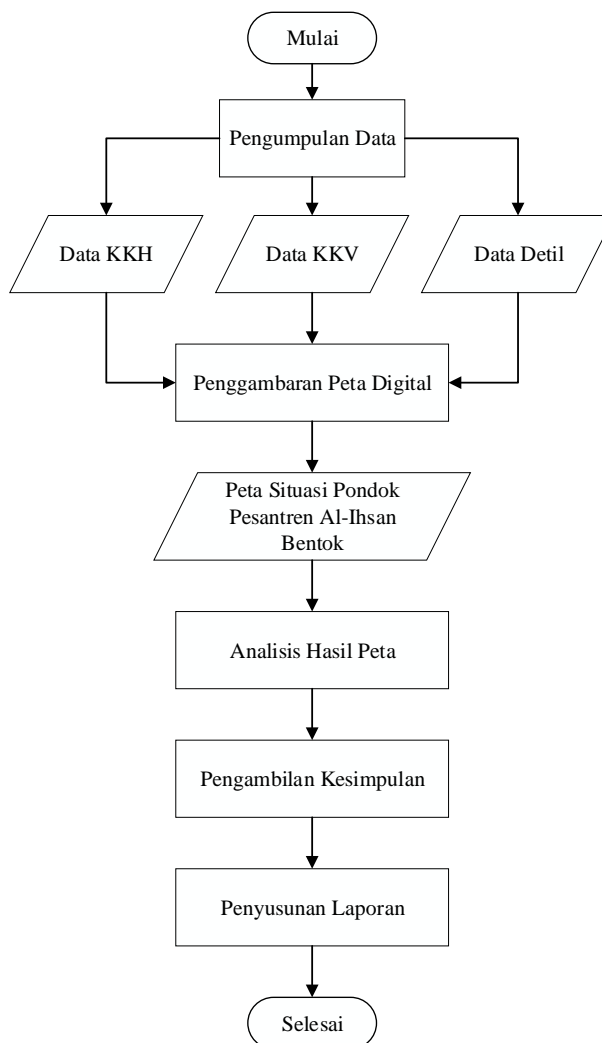 Mulai
Pengumpulan Data
Data KKH
Data KKV
Data Detil
Penggambaran Peta Digital
Peta Situasi Pondok
Pesantren Al-Ihsan
Bentok
Analisis Hasil Peta
Pengambilan Kesimpulan
Penyusunan Laporan
Selesai